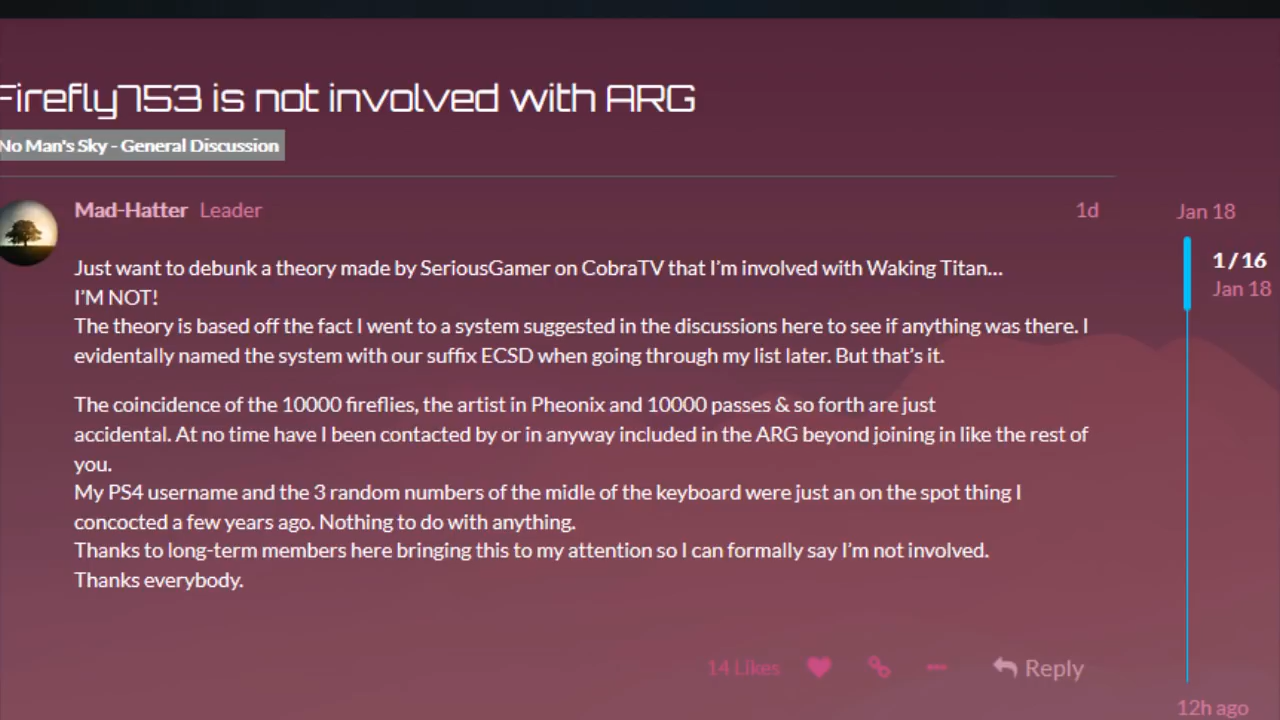 Firefly753 is not involved with ARG
No Man's Sky - General Discussion
Mad-Hatter Leader 1d
Jan 18
Just want to debunk a theory made by SeriousGamer on CobraTV that I'm involved with Waking Titan...
1 / 16
I'M NOT!
Jan 18
The theory is based off the fact I went to a system suggested in the discussions here to see if anything was there. I
evidentally named the system with our suffix ECSD when going through my list later. But that's it.
The coincidence of the 10000 fireflies, the artist in Pheonix and 10000 passes & so forth are just
accidental. At no time have I been contacted by or in anyway included in the ARG beyond joining in like the rest of
you.
My PS4 username and the 3 random numbers of the midle of the keyboard were just an on the spot thing I
concocted a few years ago. Nothing to do with anything.
Thanks to long-term members here bringing this to my attention so I can formally say I'm not involved.
Thanks everybody.
14 Likes Reply
12h ago